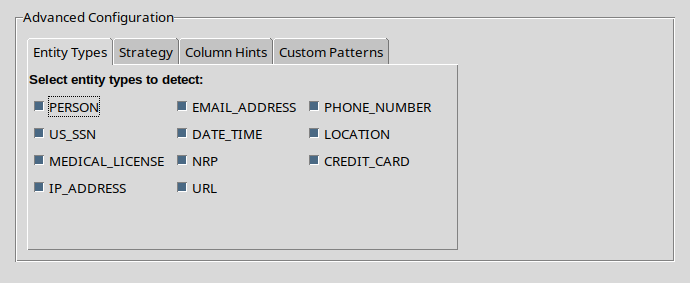 Advanced Configuration
Entity Types Strategy Column Hints Custom Patterns
Select entity types to detect:
PERSON EMAIL_ADDRESS PHONE_NUMBER
US_SSN DATE_TIME LOCATION
MEDICAL_LICENSE NRP CREDIT_CARD
IP_ADDRESS URL